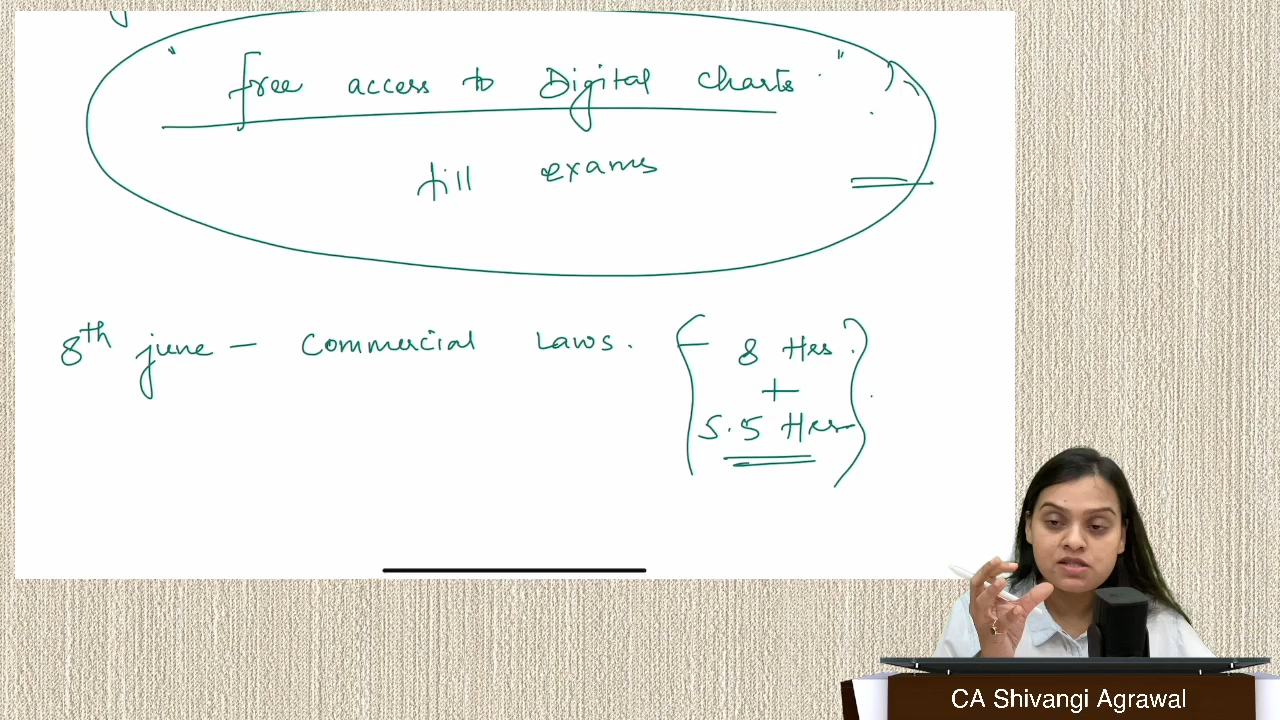 " free access to Digital charts. " )
till exams
8th june - Commercial Laws. { 8 Hrs.
+
5.5 Hrs }
CA Shivangi Agrawal